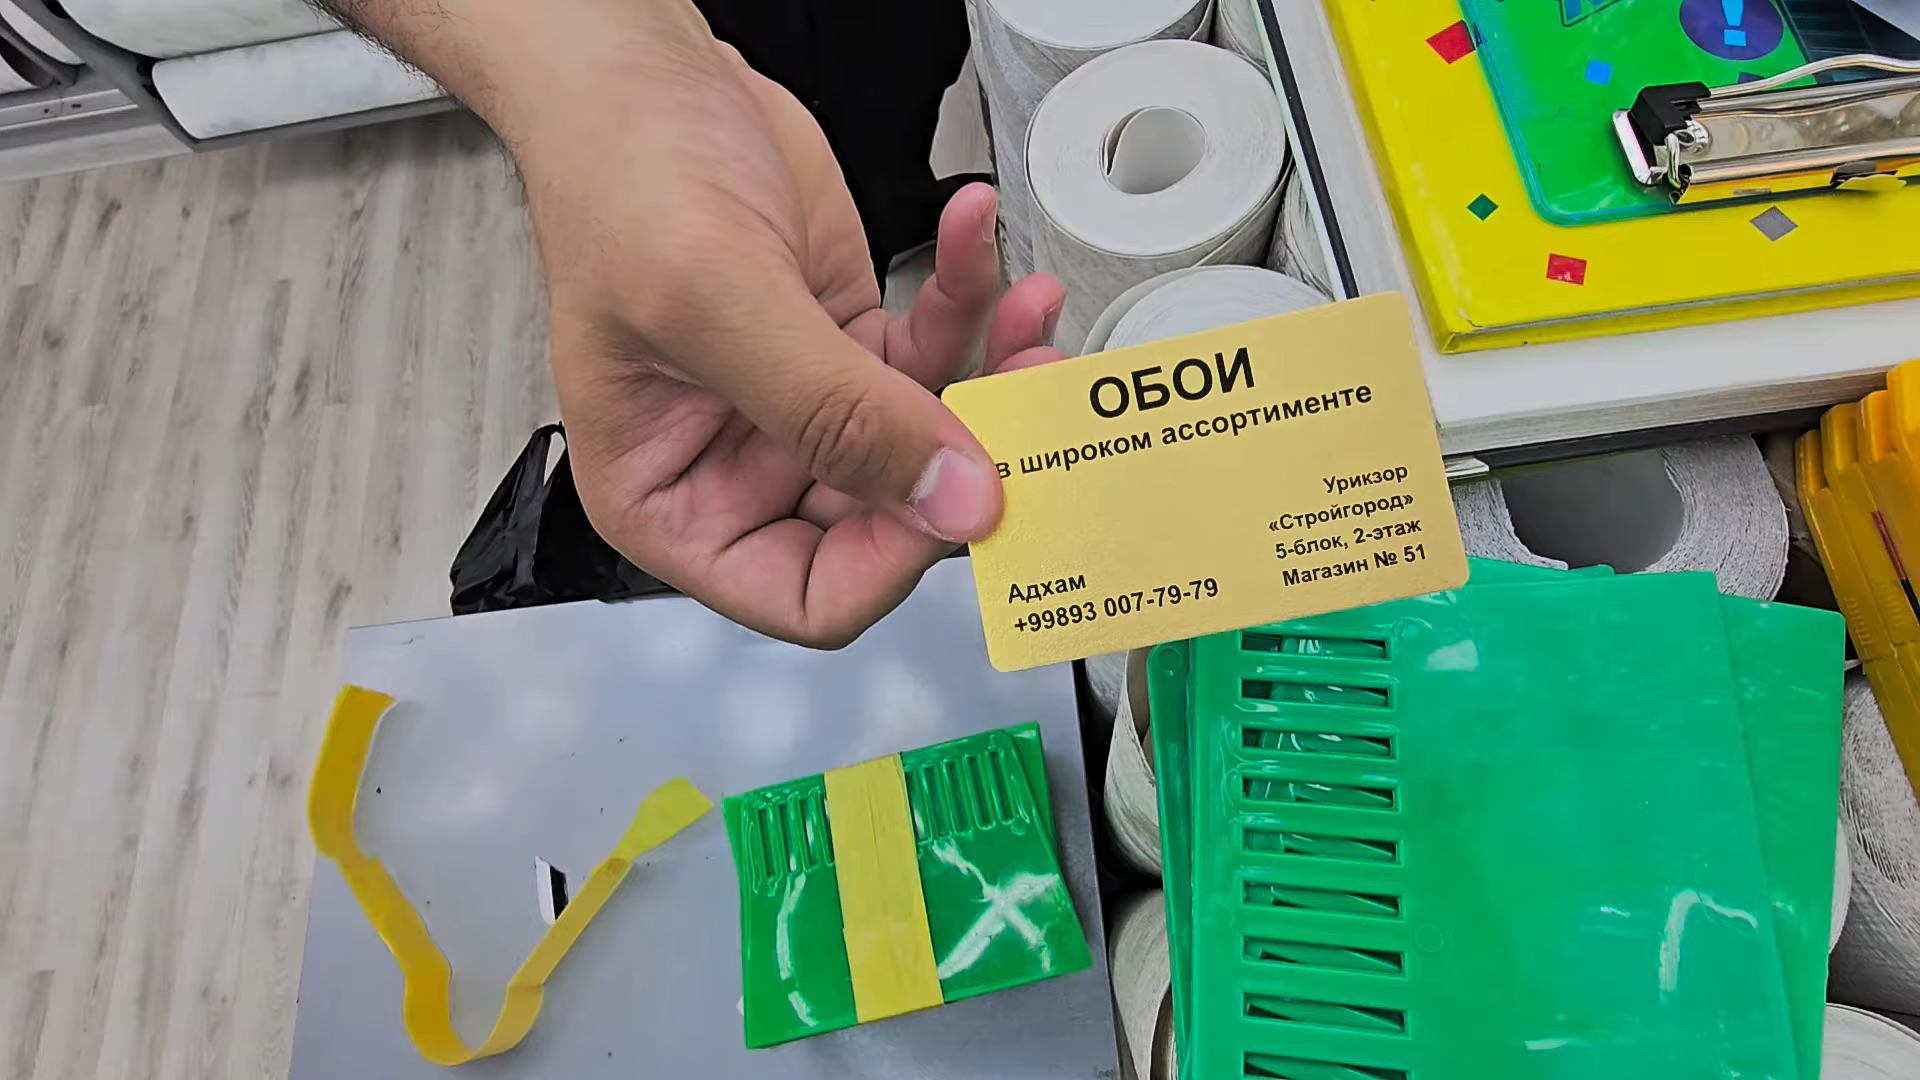 ОБОИ
в широком ассортименте
Урикзор
«Стройгород»
5-блок, 2-этаж
Магазин № 51
Адхам
+99893 007-79-79